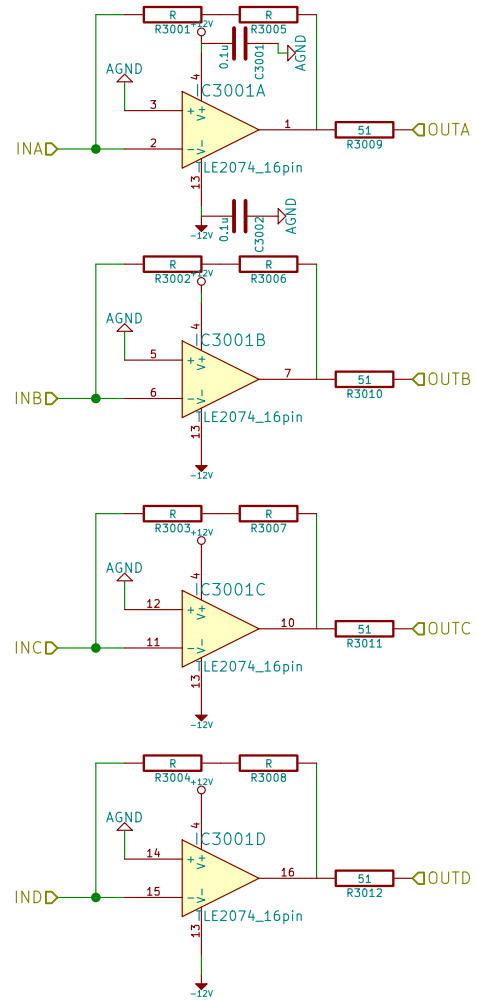 R R
R3001 +12V R3005
0.1u C3001 AGND
AGND
4
IC3001A
3 + V+ 1 51 OUTA
INA 2 − V− R3009
TLE2074_16pin
13
0.1u C3002 AGND
-12V
R R
R3002 +12V R3006
AGND
4
IC3001B
5 + V+ 7 51 OUTB
INB 6 − V− R3010
TLE2074_16pin
13
-12V
R R
R3003 +12V R3007
AGND
4
IC3001C
12 + V+ 10 51 OUTC
INC 11 − V− R3011
TLE2074_16pin
13
-12V
R R
R3004 +12V R3008
AGND
4
IC3001D
14 + V+ 16 51 OUTD
IND 15 − V− R3012
TLE2074_16pin
13
-12V